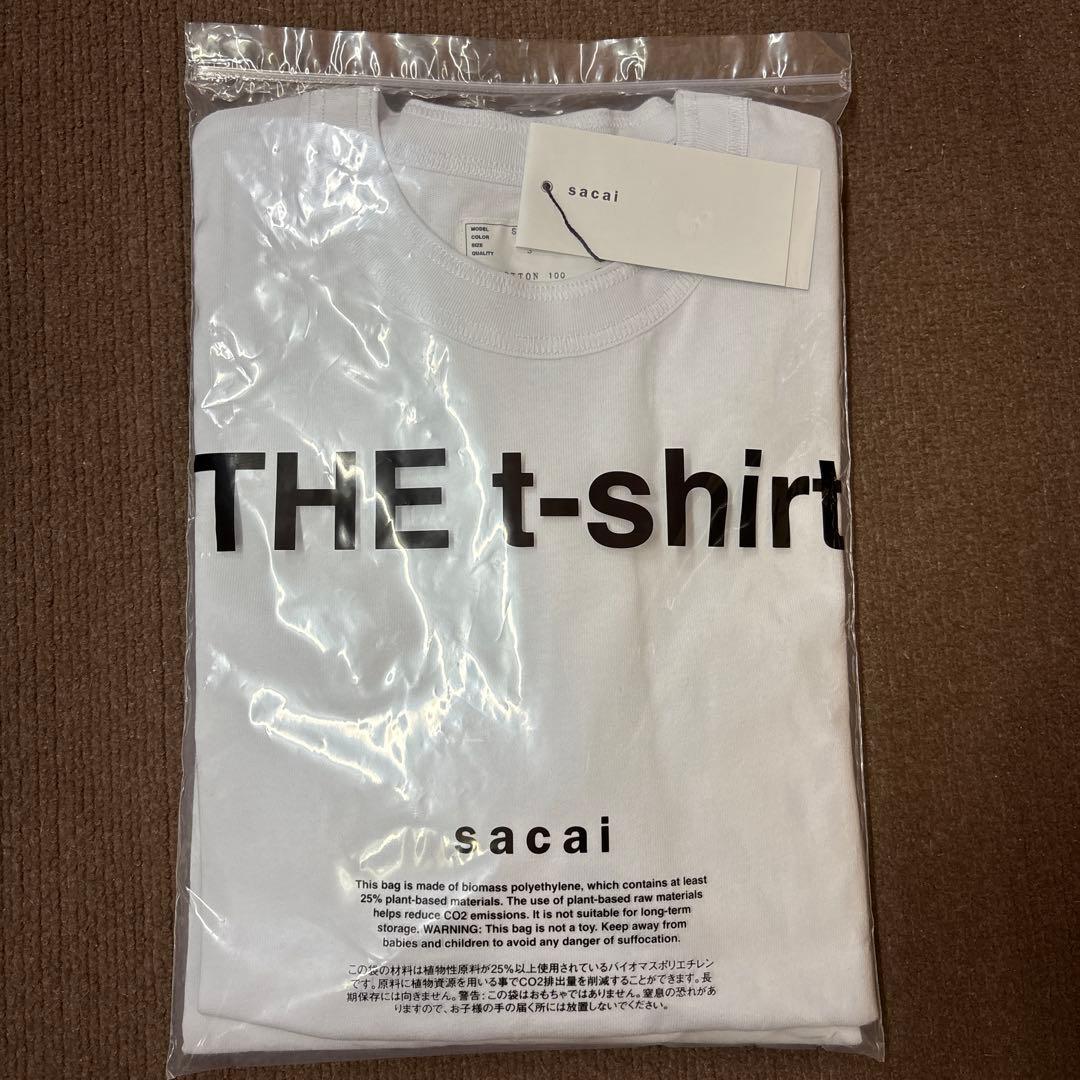 sacai
MODEL
COLOR
SIZE
QUALITY
100
THE t-shirt
sacai
This bag is made of biomass polyethylene, which contains at least
25% plant-based materials. The use of plant-based raw materials
helps reduce CO2 emissions. It is not suitable for long-term
storage. WARNING: This bag is not a toy. Keep away from
babies and children to avoid any danger of suffocation.
この袋の材料は植物性原料が25%以上使用されているバイオマスポリエチレン
です。原料に植物資源を用いる事でCO2排出量を削減することができます。長
期保存には向きません。警告：この袋はおもちゃではありません。窒息の恐れがあ
りますので、お子様の手の届く所には放置しないでください。